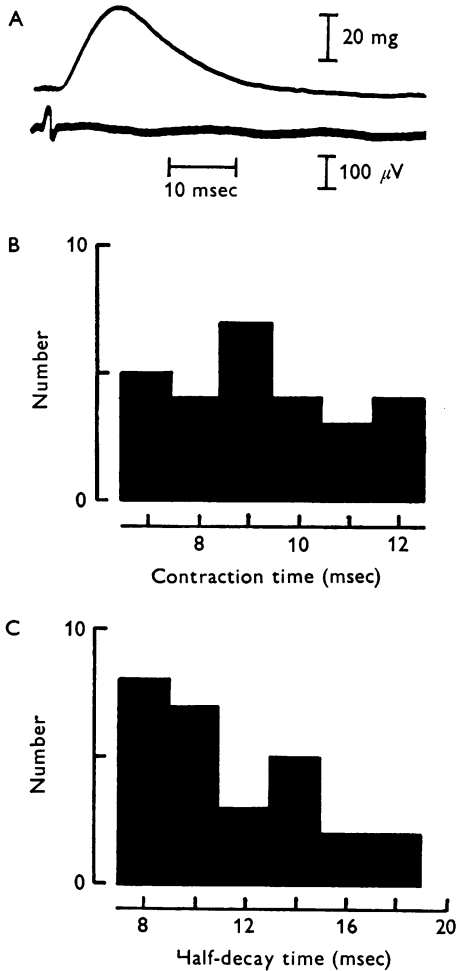 A
20 mg
10 msec
100 μV
B
10
Number
0
8 10 12
Contraction time (msec)
C
10
Number
0
8 12 16 20
Half-decay time (msec)